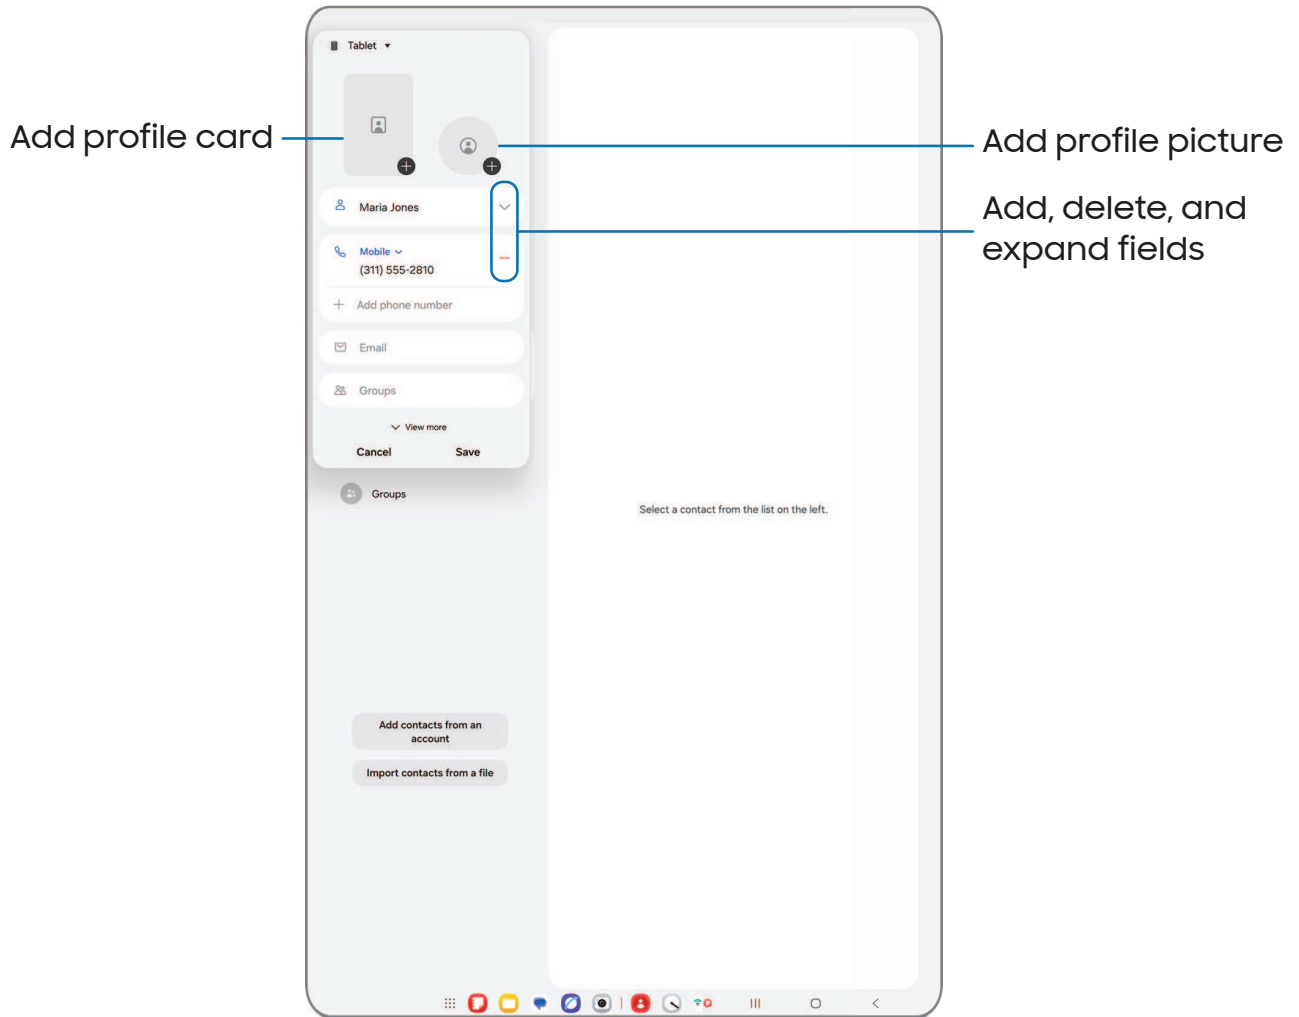 Tablet
Add profile card
Add profile picture
Maria Jones
Add, delete, and
expand fields
Mobile
(311) 555-2810
Add phone number
Email
Groups
View more
Cancel Save
Groups
Select a contact from the list on the left.
Add contacts from an
account
Import contacts from a file